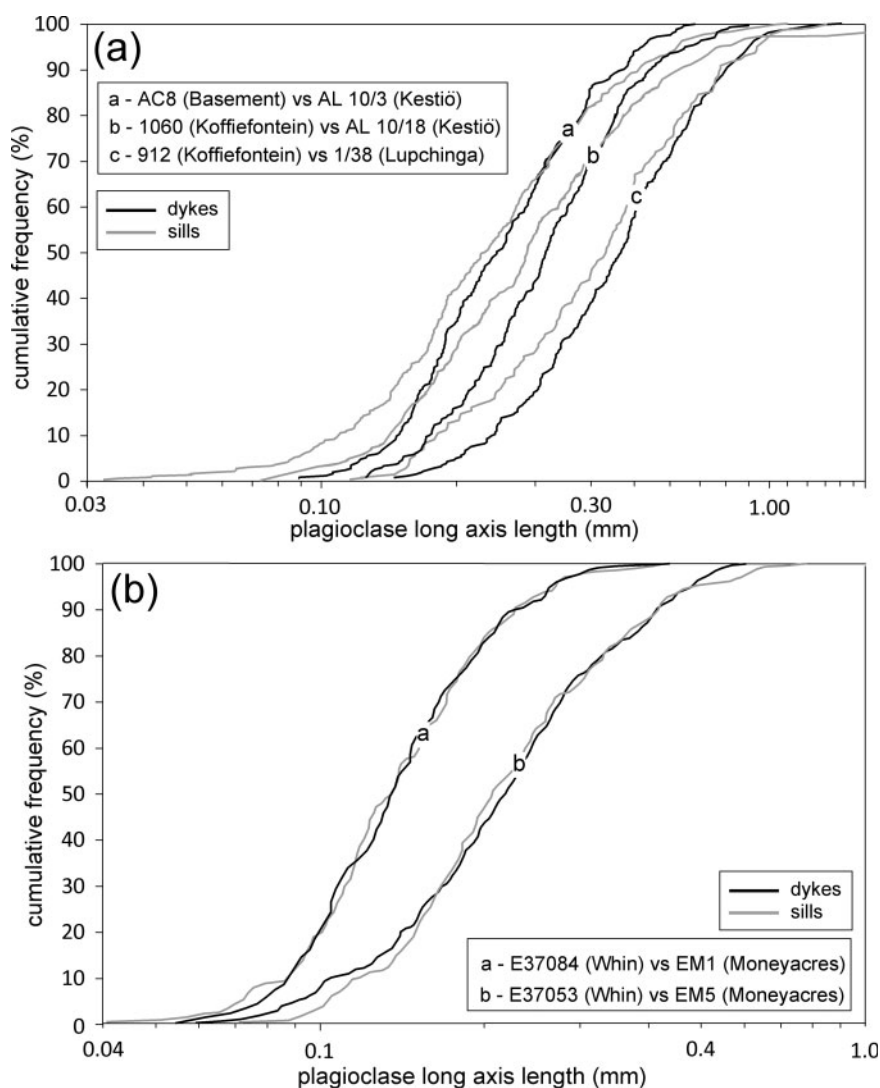 (a)
a - AC8 (Basement) vs AL 10/3 (Kestiö)
b - 1060 (Koffiefontein) vs AL 10/18 (Kestiö)
c - 912 (Koffiefontein) vs 1/38 (Lupchinga)
dykes
sills
a
b
c
cumulative frequency (%)
100
90
80
70
60
50
40
30
20
10
0
0.03
0.10
0.30
1.00
plagioclase long axis length (mm)
(b)
a
b
dykes
sills
a - E37084 (Whin) vs EM1 (Moneyacres)
b - E37053 (Whin) vs EM5 (Moneyacres)
cumulative frequency (%)
100
90
80
70
60
50
40
30
20
10
0
0.04
0.1
0.2
0.3
0.4
1.0
plagioclase long axis length (mm)